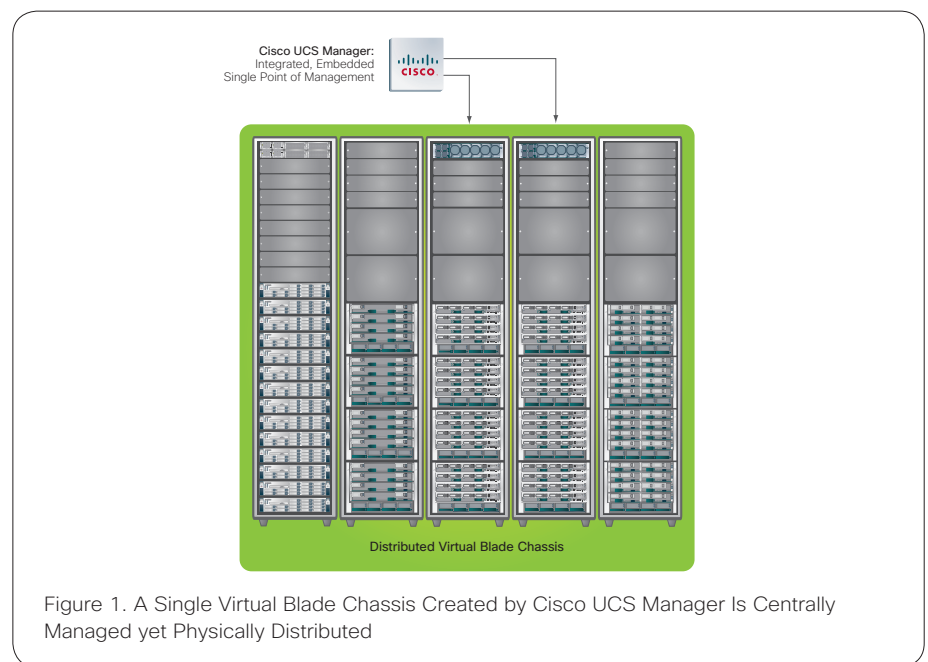 Cisco UCS Manager:
Integrated, Embedded
Single Point of Management
CISCO
Distributed Virtual Blade Chassis
Figure 1. A Single Virtual Blade Chassis Created by Cisco UCS Manager Is Centrally
Managed yet Physically Distributed